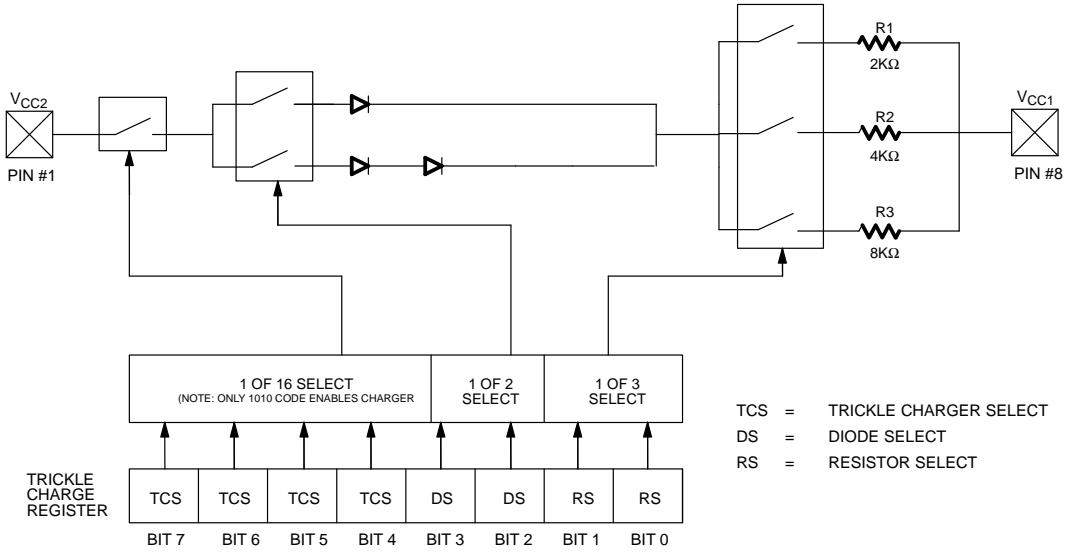 R1
2KΩ
VCC2
PIN #1
R2
4KΩ
VCC1
PIN #8
R3
8KΩ
1 OF 16 SELECT
(NOTE: ONLY 1010 CODE ENABLES CHARGER
1 OF 2
SELECT
1 OF 3
SELECT
TCS = TRICKLE CHARGER SELECT
DS = DIODE SELECT
RS = RESISTOR SELECT
TRICKLE
CHARGE
REGISTER
TCS TCS TCS TCS DS DS RS RS
BIT 7 BIT 6 BIT 5 BIT 4 BIT 3 BIT 2 BIT 1 BIT 0